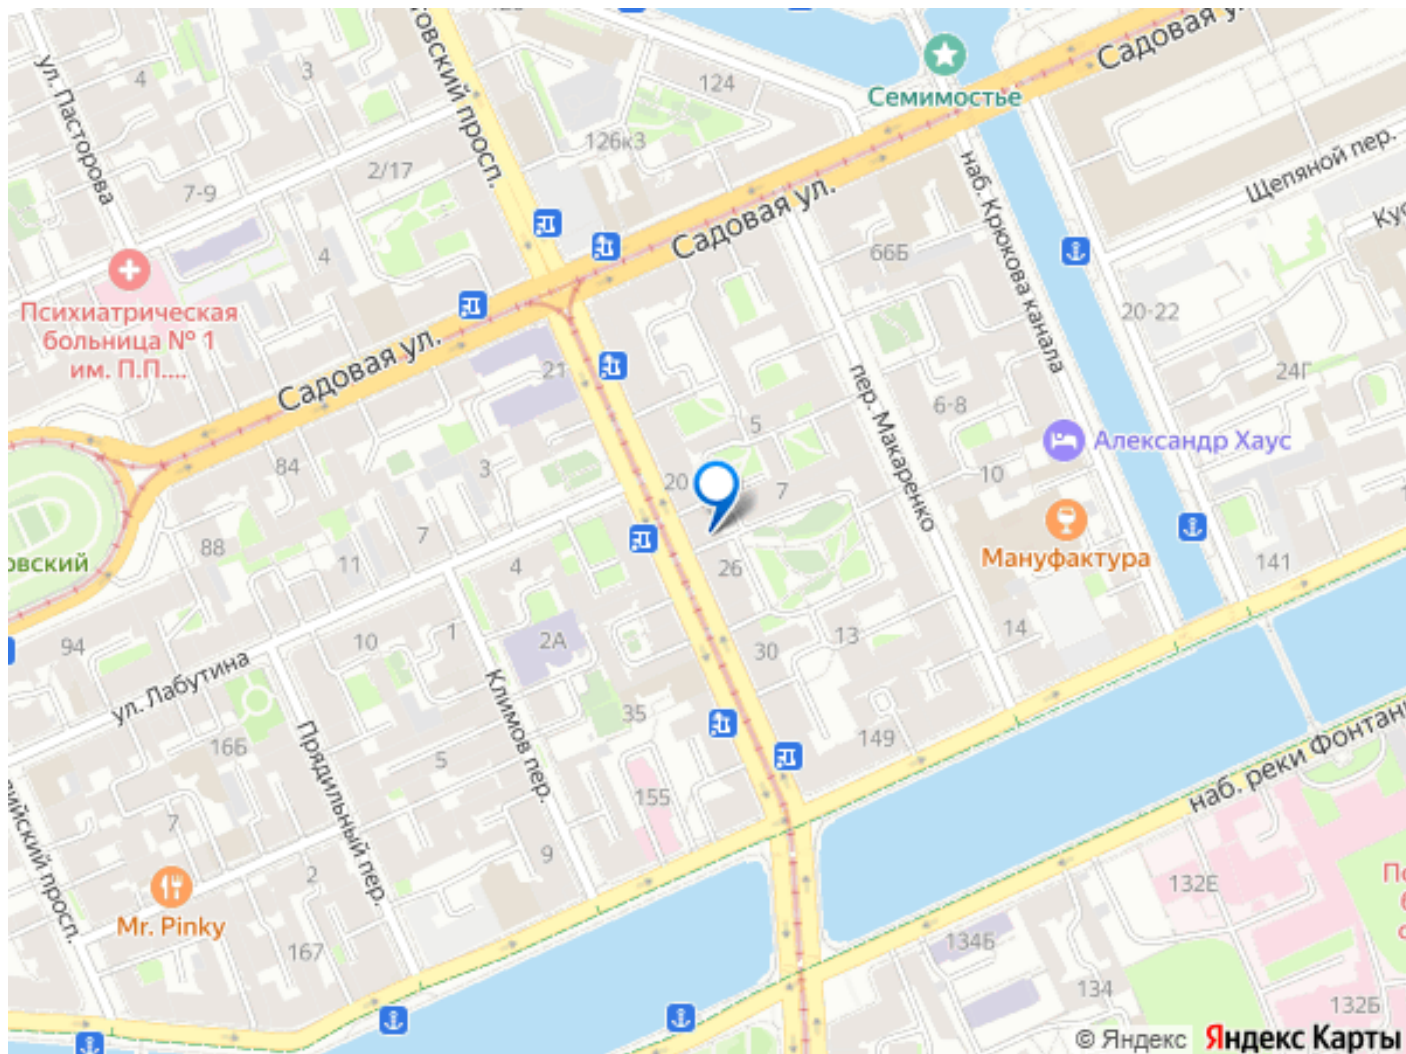 Садовая ул.
ул. Пасторова
4
3
124
Семимостье
126к3
2/17
7-9
наб. Крюкова канала
Щепяной пер.
Садовая ул.
66Б
4
Психиатрическая
больница № 1
им. П.П....
20-22
Садовая ул.
21
24Г
пер. Макаренко
6-8
5
Александр Хаус
84
3
20
7
10
88
7
11
Мануфактура
4
26
141
94
10
1
2А
13
14
30
ул. Лабутина
Климов пер.
35
16Б
Прядильный пер.
149
5
155
наб. реки
7
9
2
132Е
Mr. Pinky
167
134Б
134
132Б
© Яндекс
Яндекс Карты